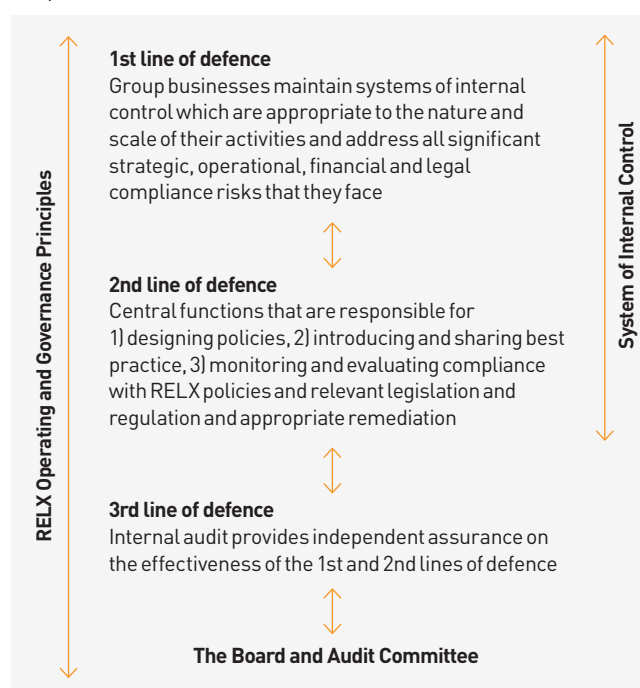 1st line of defence
Group businesses maintain systems of internal
control which are appropriate to the nature and
scale of their activities and address all significant
strategic, operational, financial and legal
compliance risks that they face
2nd line of defence
Central functions that are responsible for
1) designing policies, 2) introducing and sharing best
practice, 3) monitoring and evaluating compliance
with RELX policies and relevant legislation and
regulation and appropriate remediation
3rd line of defence
Internal audit provides independent assurance on
the effectiveness of the 1st and 2nd lines of defence
The Board and Audit Committee
RELX Operating and Governance Principles
System of Internal Control